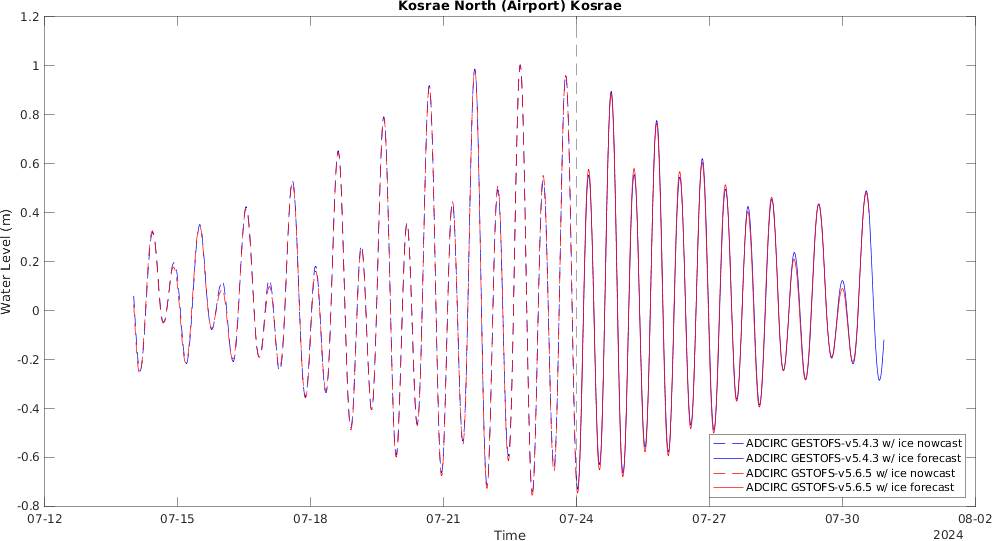 Kosrae North (Airport) Kosrae
1.2
1
0.8
0.6
0.4
0.2
0
-0.2
-0.4
-0.6
-0.8
Water Level (m)
ADCIRC GESTOFS-v5.4.3 w/ ice nowcast
ADCIRC GESTOFS-v5.4.3 w/ ice forecast
ADCIRC GSTOFS-v5.6.5 w/ ice nowcast
ADCIRC GSTOFS-v5.6.5 w/ ice forecast
07-12 07-15 07-18 07-21 07-24 07-27 07-30 08-02
Time
2024